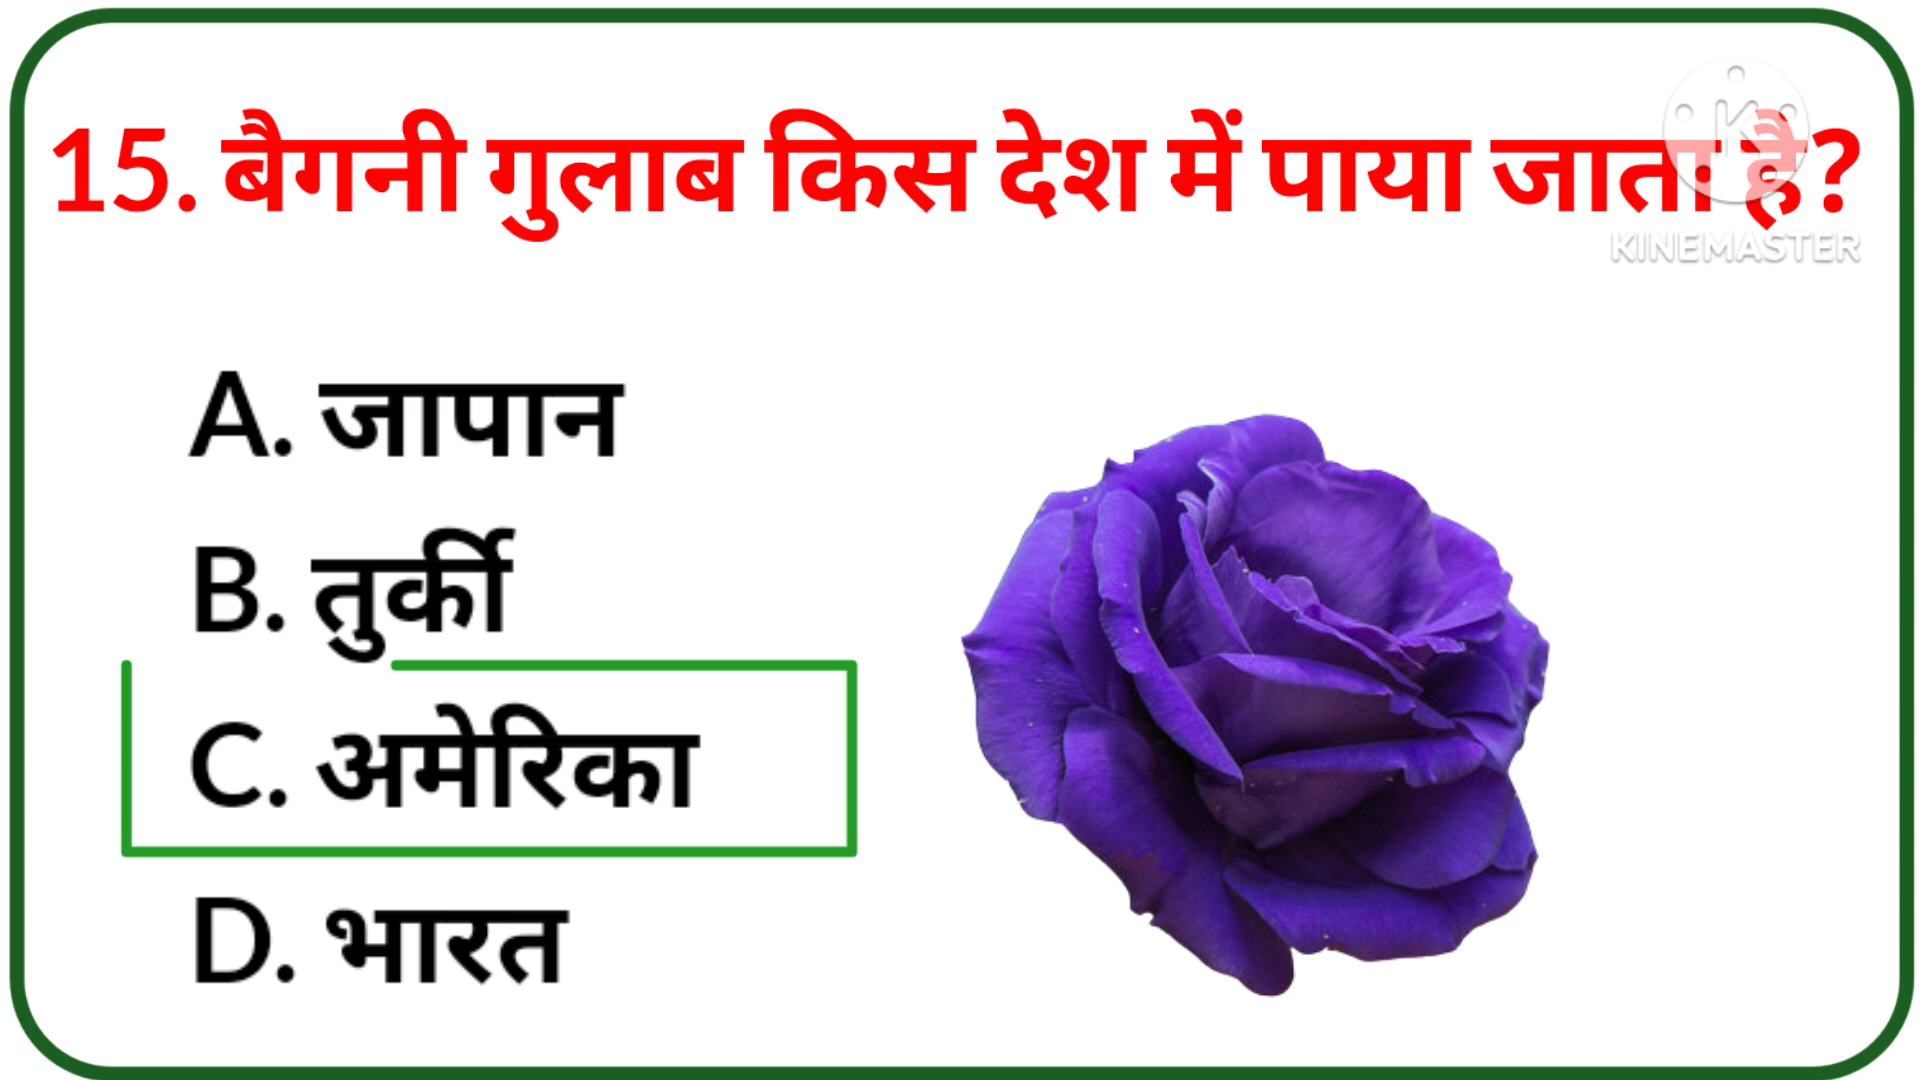 15. बैगनी गुलाब किस देश में पाया जाता है?
KINEMASTER
A. जापान
B. तुर्की
C. अमेरिका
D. भारत